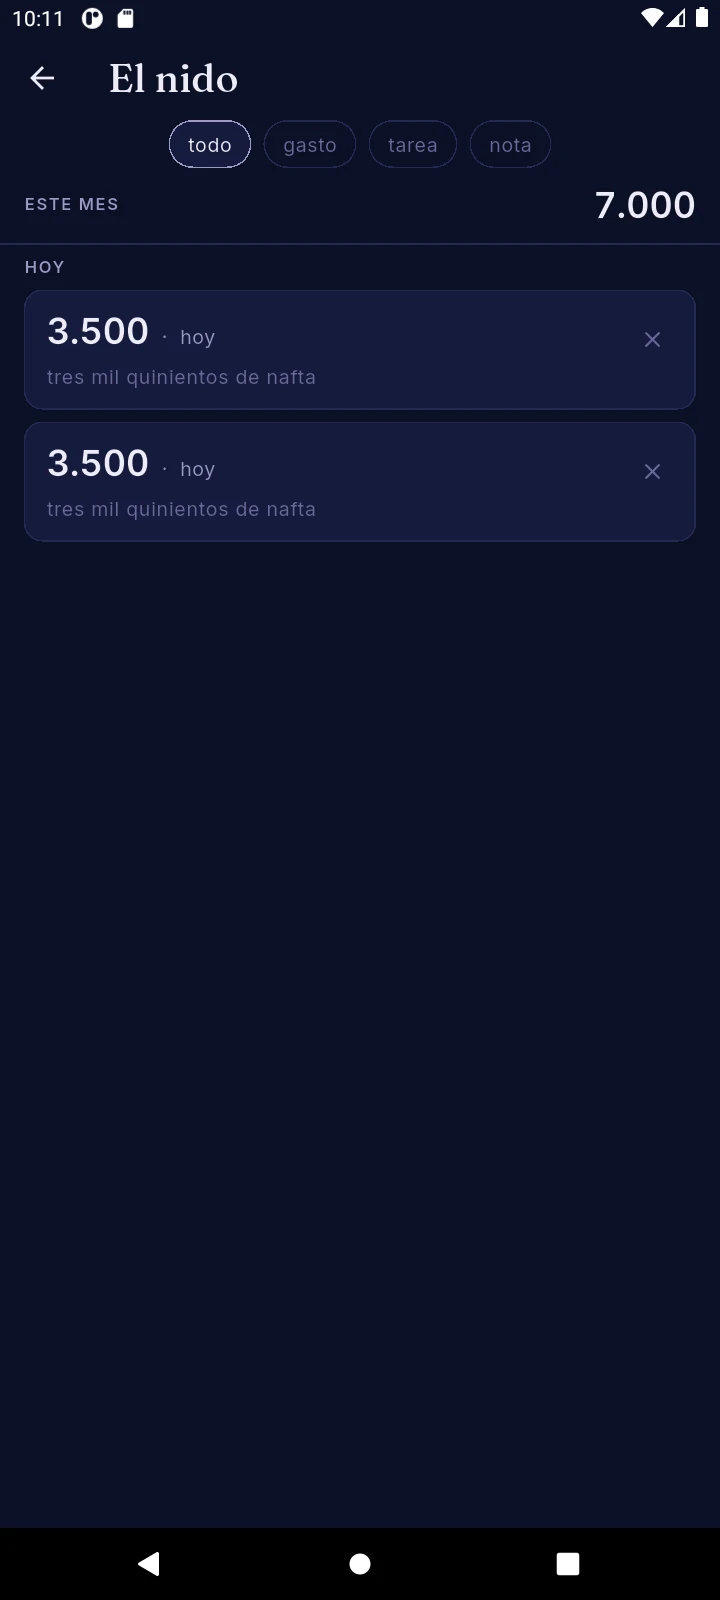 10:11
El nido
todo gasto tarea nota
ESTE MES 7.000
HOY
3.500 · hoy
tres mil quinientos de nafta
3.500 · hoy
tres mil quinientos de nafta